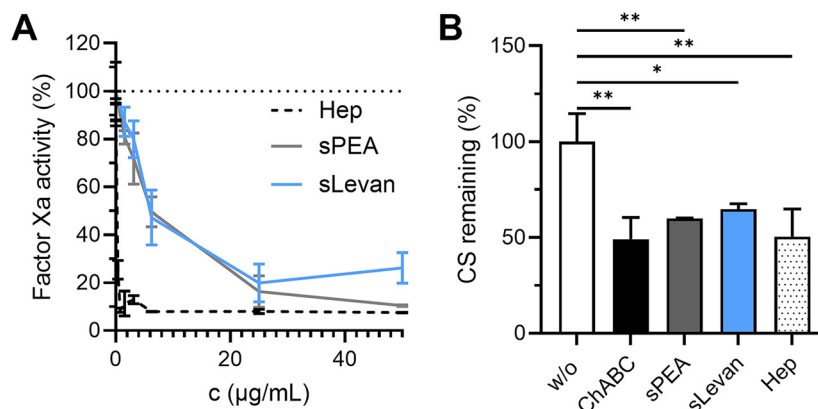 A
Factor Xa activity (%)
120
100
80
60
40
20
0
0
20
40
c (µg/mL)
Hep
sPEA
sLevan
B
CS remaining (%)
150
100
50
0
**
**
*
**
w/o
ChABC
sPEA
sLevan
Hep